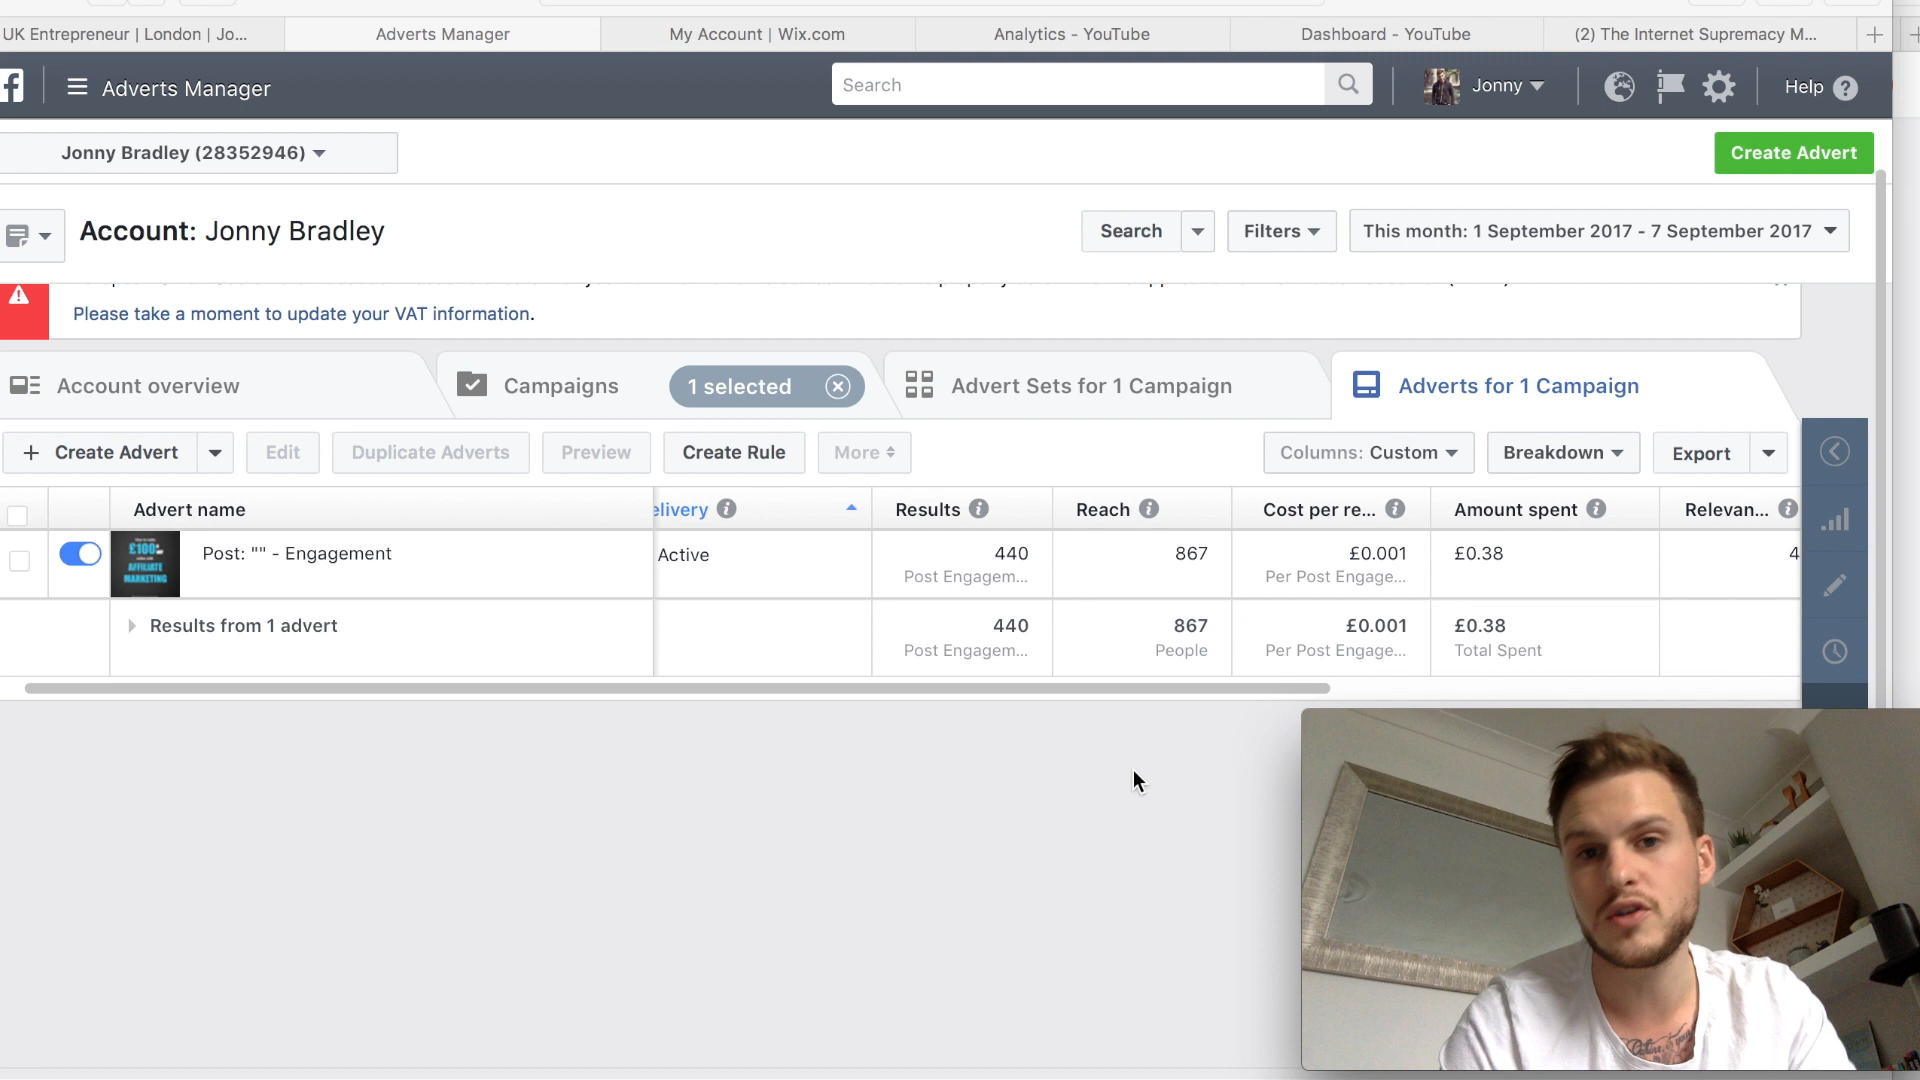 UK Entrepreneur | London | Jo...
Adverts Manager
My Account | Wix.com
Analytics - YouTube
Dashboard - YouTube
(2) The Internet Supremacy M...
Adverts Manager
Search
Jonny
Help
Jonny Bradley (28352946)
Create Advert
Account: Jonny Bradley
Search
Filters
This month: 1 September 2017 - 7 September 2017
Please take a moment to update your VAT information.
Account overview
Campaigns
1 selected
Advert Sets for 1 Campaign
Adverts for 1 Campaign
+ Create Advert
Edit
Duplicate Adverts
Preview
Create Rule
More
Columns: Custom
Breakdown
Export
Advert name
elivery
Results
Reach
Cost per re...
Amount spent
Relevan...
£100
AFFILIATE
MARKETING
Post: "" - Engagement
Active
440
Post Engagem...
867
£0.001
Per Post Engage...
£0.38
4
Results from 1 advert
440
Post Engagem...
867
People
£0.001
Per Post Engage...
£0.38
Total Spent